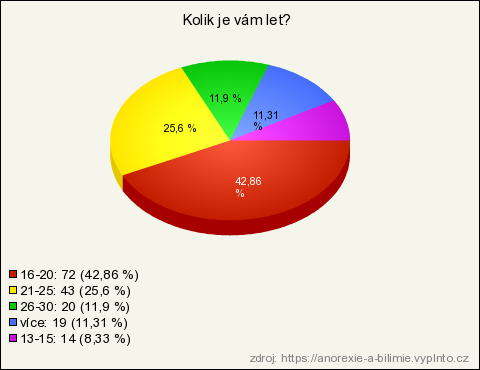 Kolik je vám let?
11,9 %
11,31
%
25,6 %
42,86
%
16-20: 72 (42,86 %)
21-25: 43 (25,6 %)
26-30: 20 (11,9 %)
více: 19 (11,31 %)
13-15: 14 (8,33 %)
zdroj: https://anorexie-a-bilimie.vyplnto.cz